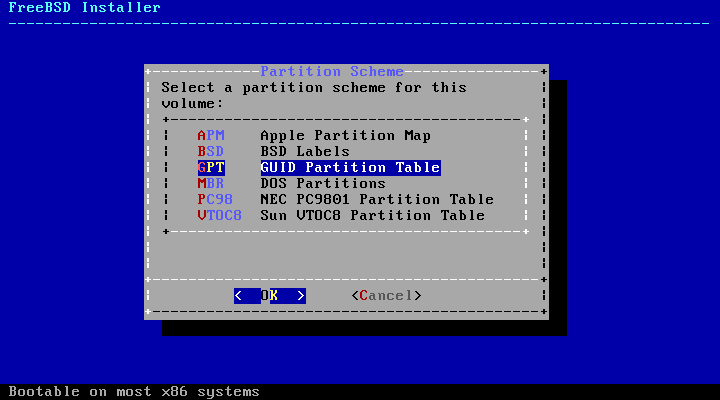 FreeBSD Installer
Partition Scheme
Select a partition scheme for this
volume:
APM Apple Partition Map
BSD BSD Labels
GPT GUID Partition Table
MBR DOS Partitions
PC98 NEC PC9801 Partition Table
VTOC8 Sun VTOC8 Partition Table
< OK > <Cancel>
Bootable on most x86 systems